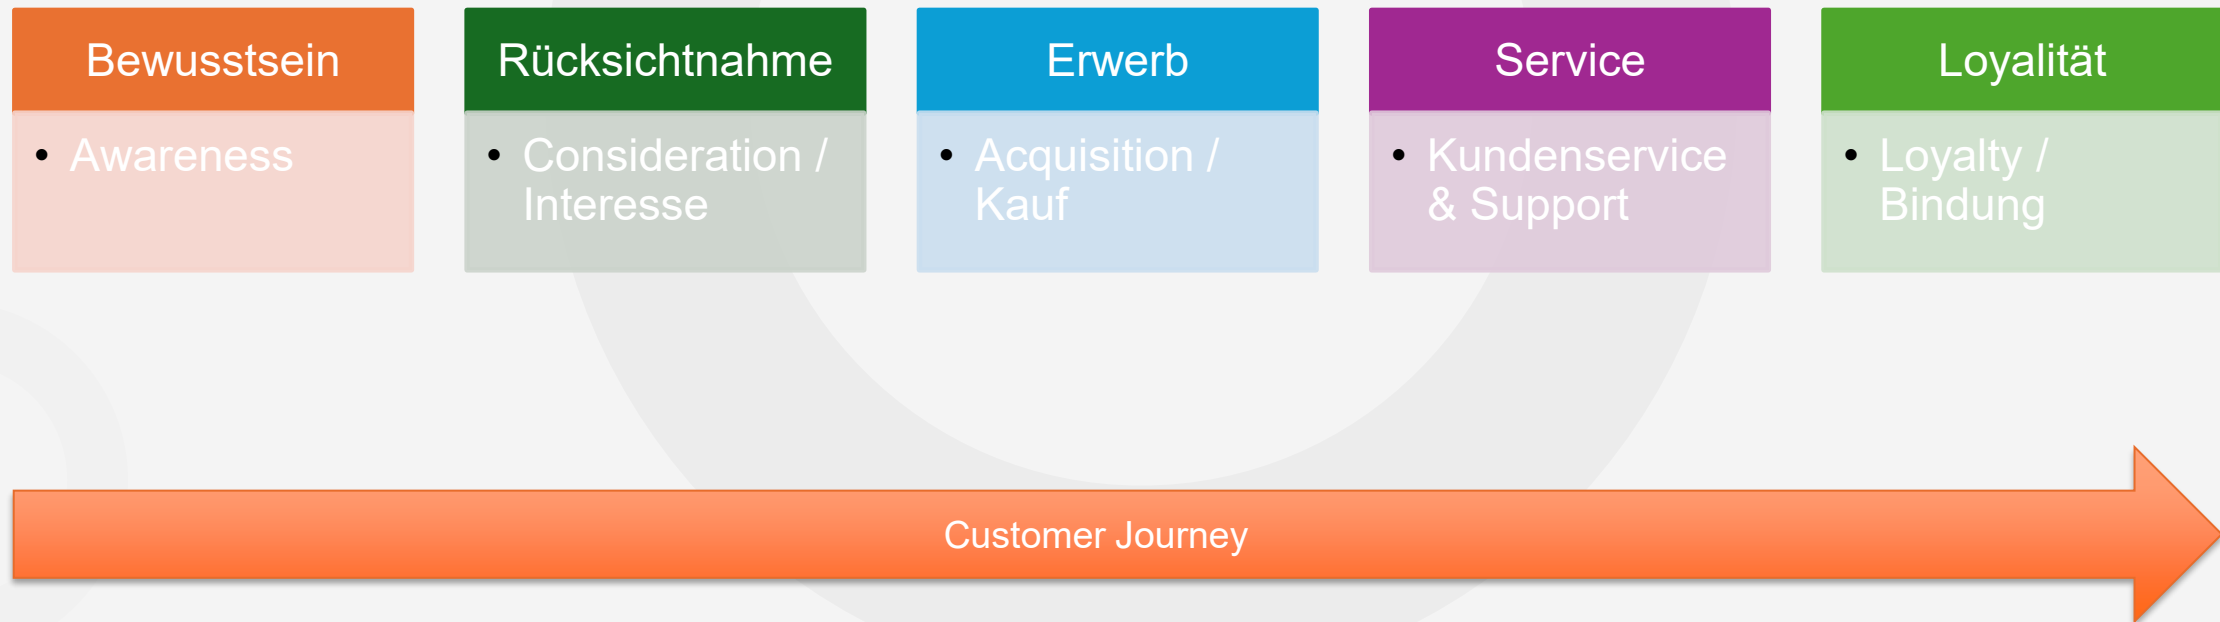 Bewusstsein
• Awareness
Rücksichtnahme
• Consideration /
Interesse
Erwerb
• Acquisition /
Kauf
Service
• Kundenservice
& Support
Loyalität
• Loyalty /
Bindung
Customer Journey